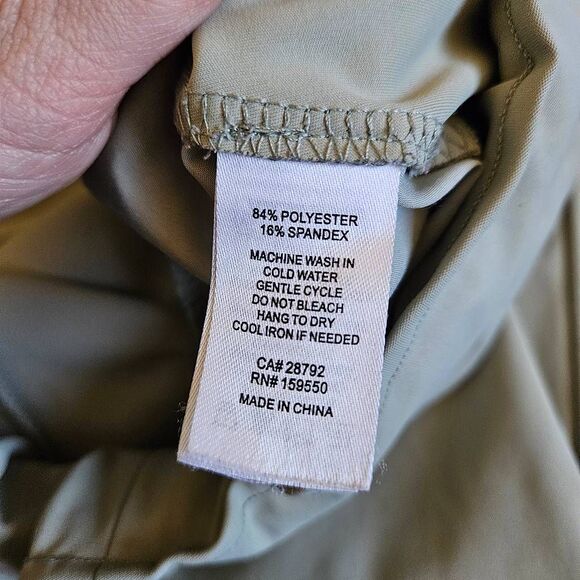 84% POLYESTER
16% SPANDEX
MACHINE WASH IN
COLD WATER
GENTLE CYCLE
DO NOT BLEACH
HANG TO DRY
COOL IRON IF NEEDED
CA# 28792
RN# 159550
MADE IN CHINA